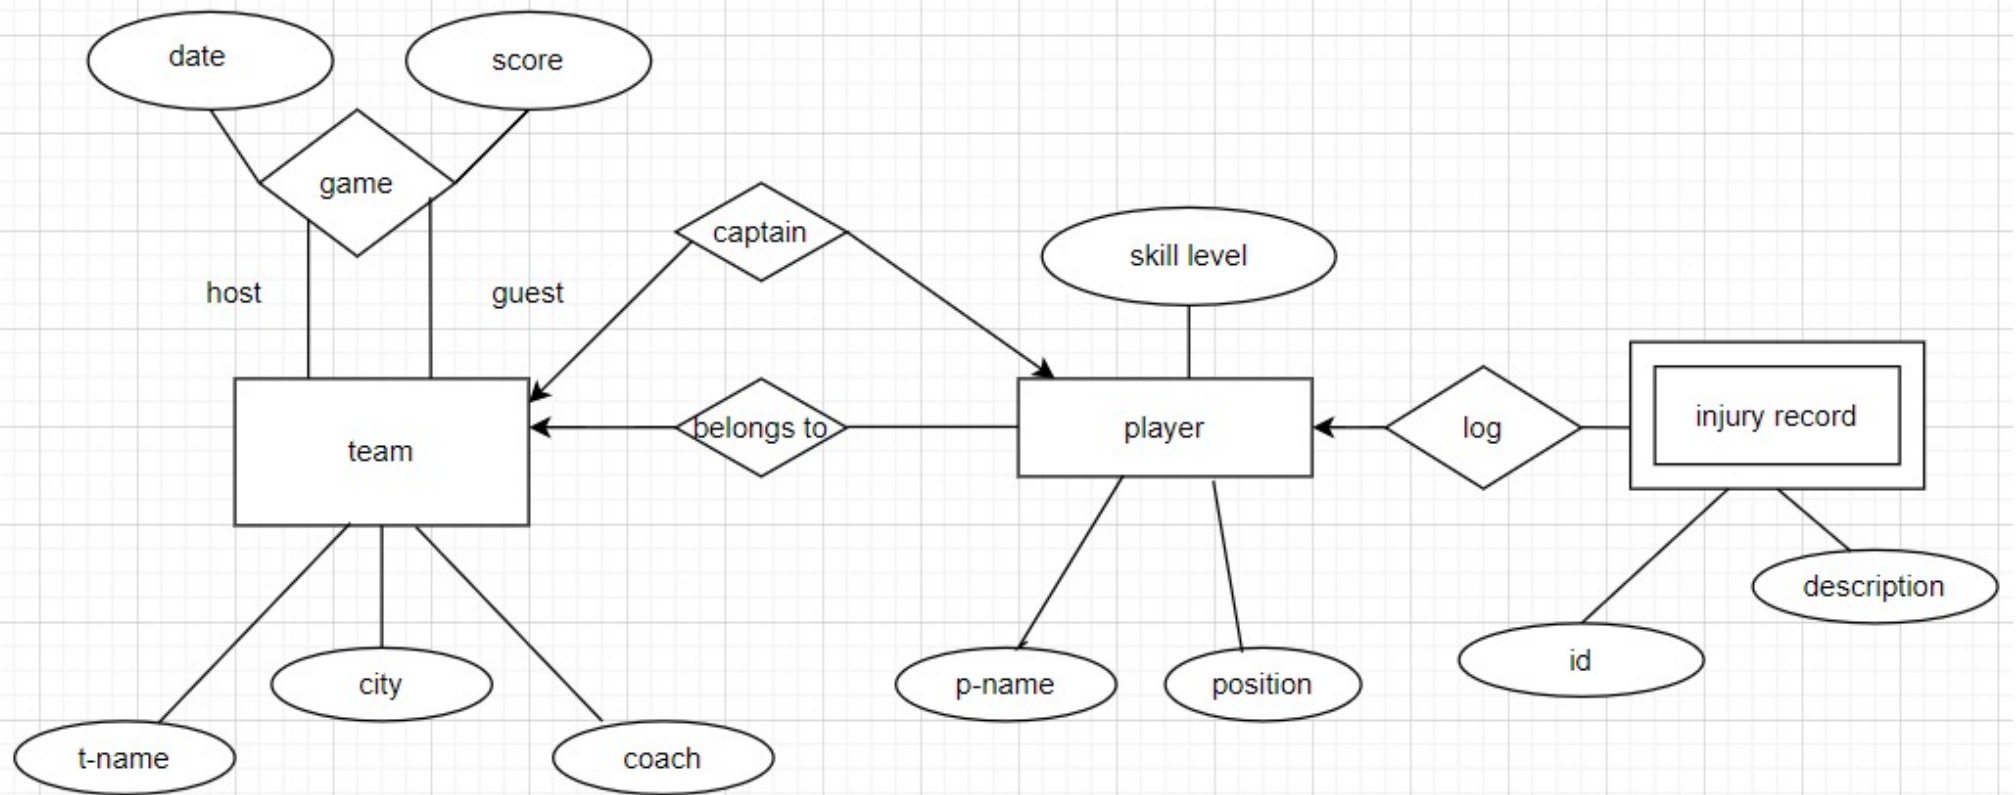 date
score
game
captain
skill level
host
guest
belongs to
player
log
injury record
team
description
id
city
p-name
position
t-name
coach